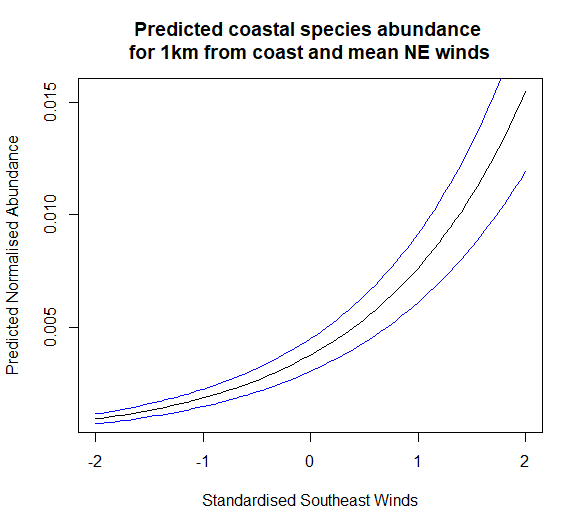 Predicted coastal species abundance
for 1km from coast and mean NE winds
Predicted Normalised Abundance
0.015
0.010
0.005
-2 -1 0 1 2
Standardised Southeast Winds